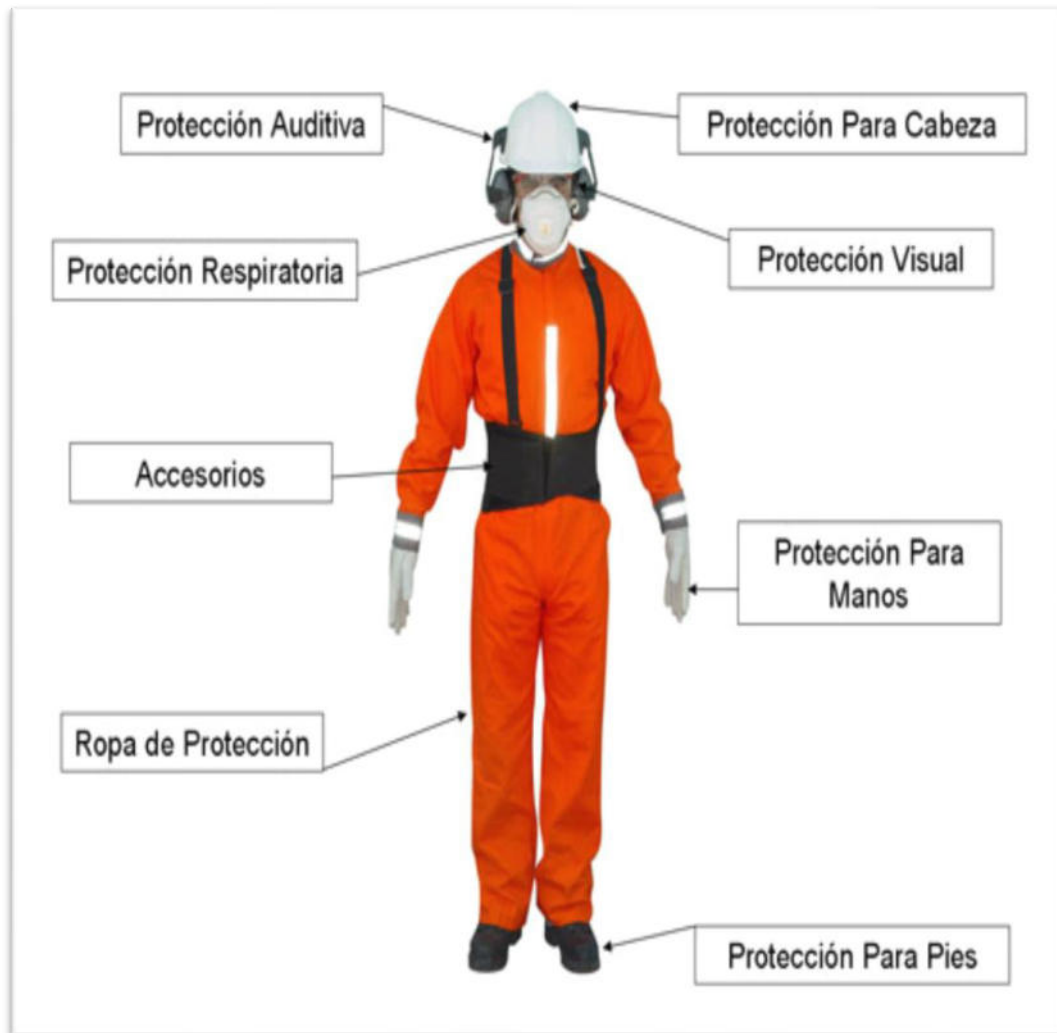 Protección Auditiva
Protección Para Cabeza
Protección Respiratoria
Protección Visual
Accesorios
Protección Para
Manos
Ropa de Protección
Protección Para Pies